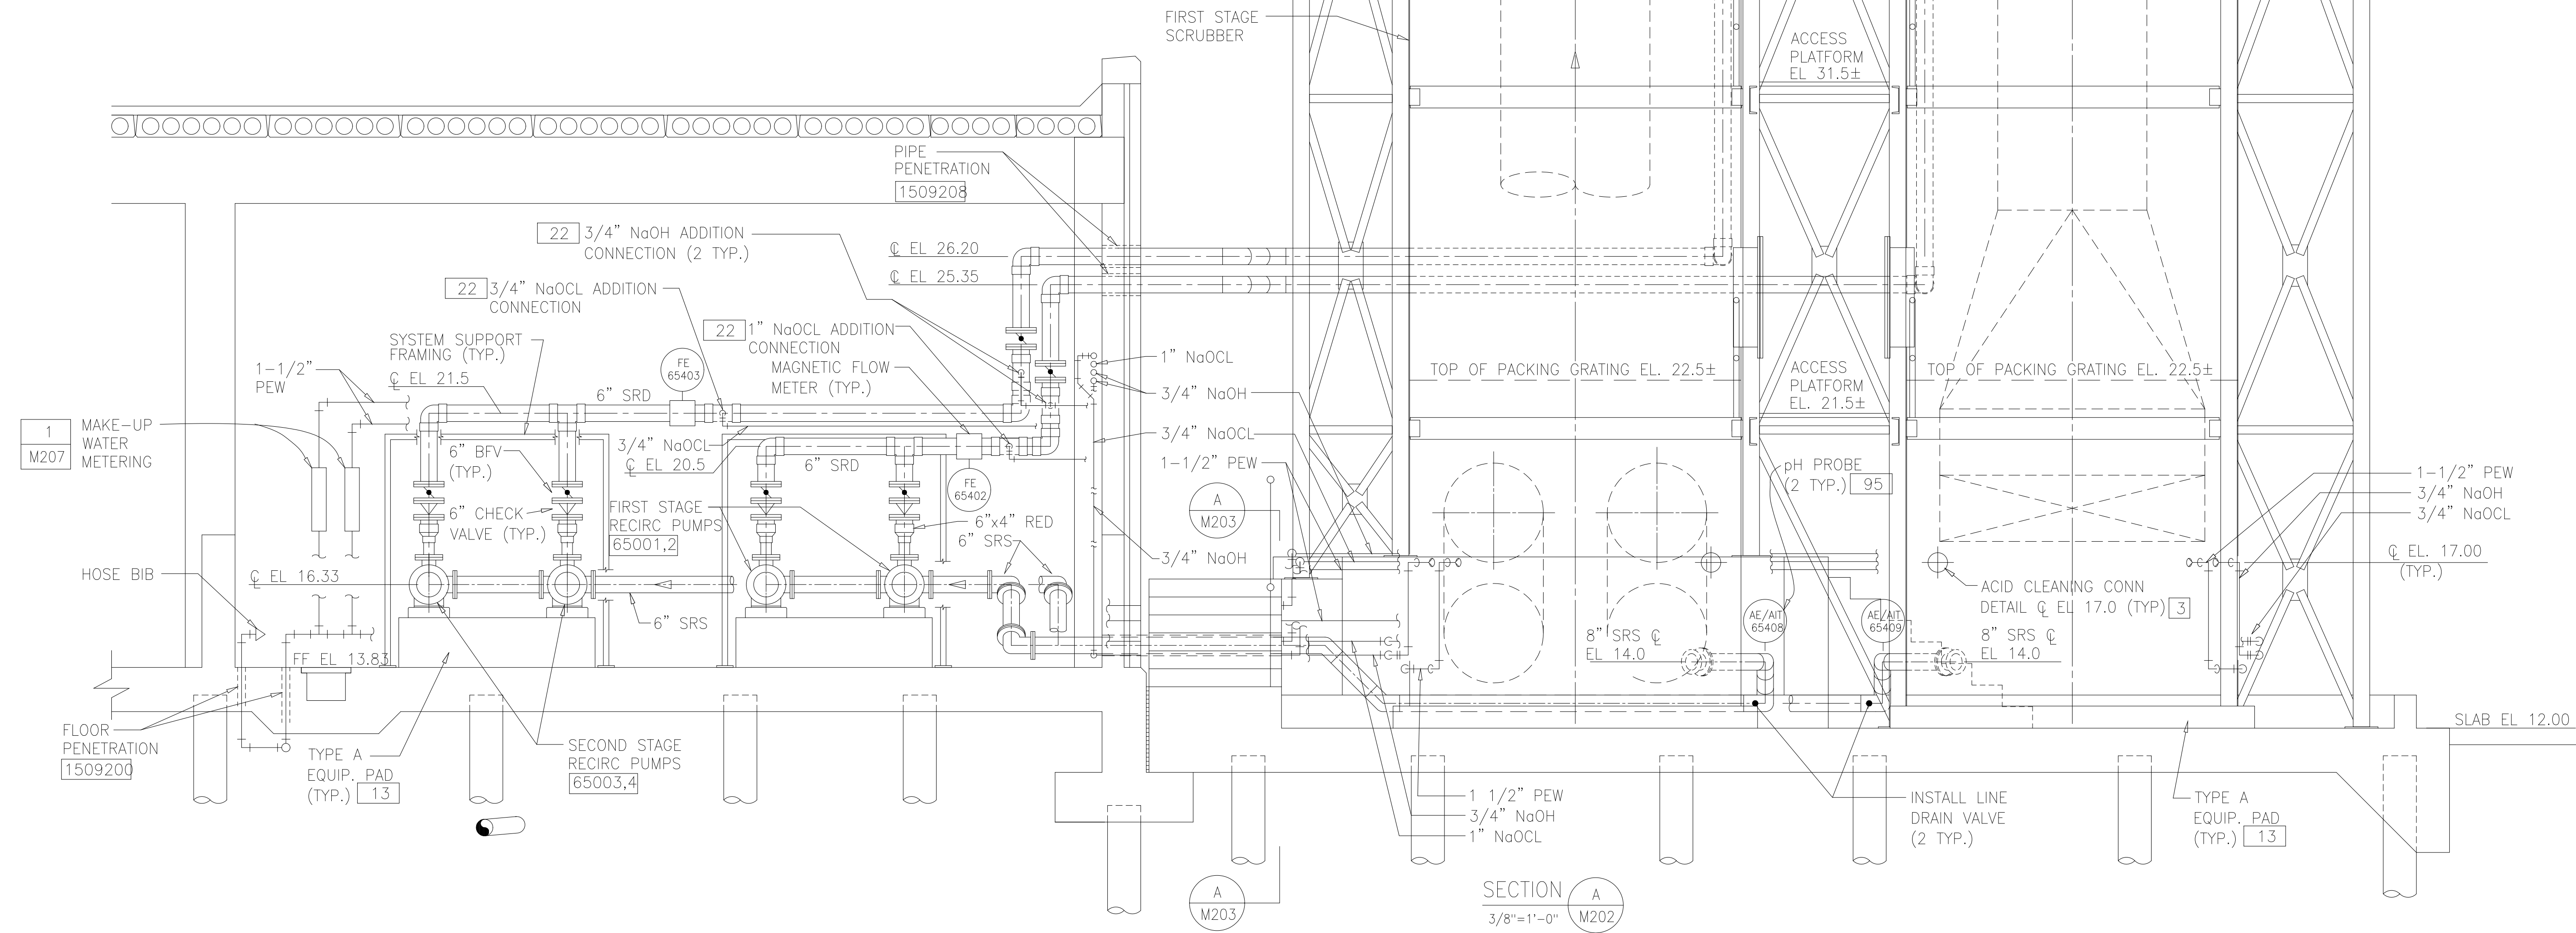 FIRST STAGE
SCRUBBER
ACCESS
PLATFORM
EL 31.5±
PIPE
PENETRATION
1509208
22 3/4" NaOH ADDITION
CONNECTION (2 TYP.)
℄ EL 26.20
℄ EL 25.35
22 3/4" NaOCL ADDITION
CONNECTION
22 1" NaOCL ADDITION
CONNECTION
MAGNETIC FLOW
METER (TYP.)
SYSTEM SUPPORT
FRAMING (TYP.)
1-1/2"
PEW
℄ EL 21.5
FE
65403
6" SRD
1
M207
MAKE-UP
WATER
METERING
6" BFV
(TYP.)
3/4" NaOCL
℄ EL 20.5
6" SRD
FE
65402
6" CHECK
VALVE (TYP.)
FIRST STAGE
RECIRC PUMPS
65001,2
6"x4" RED
6" SRS
HOSE BIB
℄ EL 16.33
6" SRS
FF EL 13.83
FLOOR
PENETRATION
1509200
TYPE A
EQUIP. PAD
(TYP.) 13
SECOND STAGE
RECIRC PUMPS
65003,4
1" NaOCL
3/4" NaOH
3/4" NaOCL
1-1/2" PEW
A
M203
3/4" NaOH
TOP OF PACKING GRATING EL. 22.5±
ACCESS
PLATFORM
EL. 21.5±
TOP OF PACKING GRATING EL. 22.5±
pH PROBE
(2 TYP.) 95
1-1/2" PEW
3/4" NaOH
3/4" NaOCL
℄ EL. 17.00
(TYP.)
ACID CLEANING CONN
DETAIL ℄ EL 17.0 (TYP) 3
AE/AIT
65408
AE/AIT
65409
8" SRS ℄
EL 14.0
8" SRS ℄
EL 14.0
SLAB EL 12.00
1 1/2" PEW
3/4" NaOH
1" NaOCL
INSTALL LINE
DRAIN VALVE
(2 TYP.)
TYPE A
EQUIP. PAD
(TYP.) 13
A
M203
SECTION A
3/8"=1'-0" M202